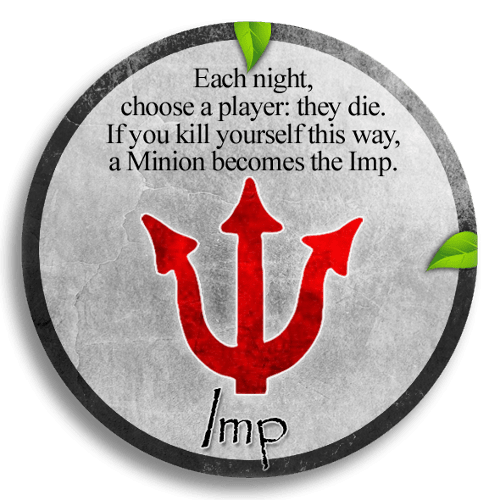 Each night,
choose a player: they die.
If you kill yourself this way,
a Minion becomes the Imp.
Imp